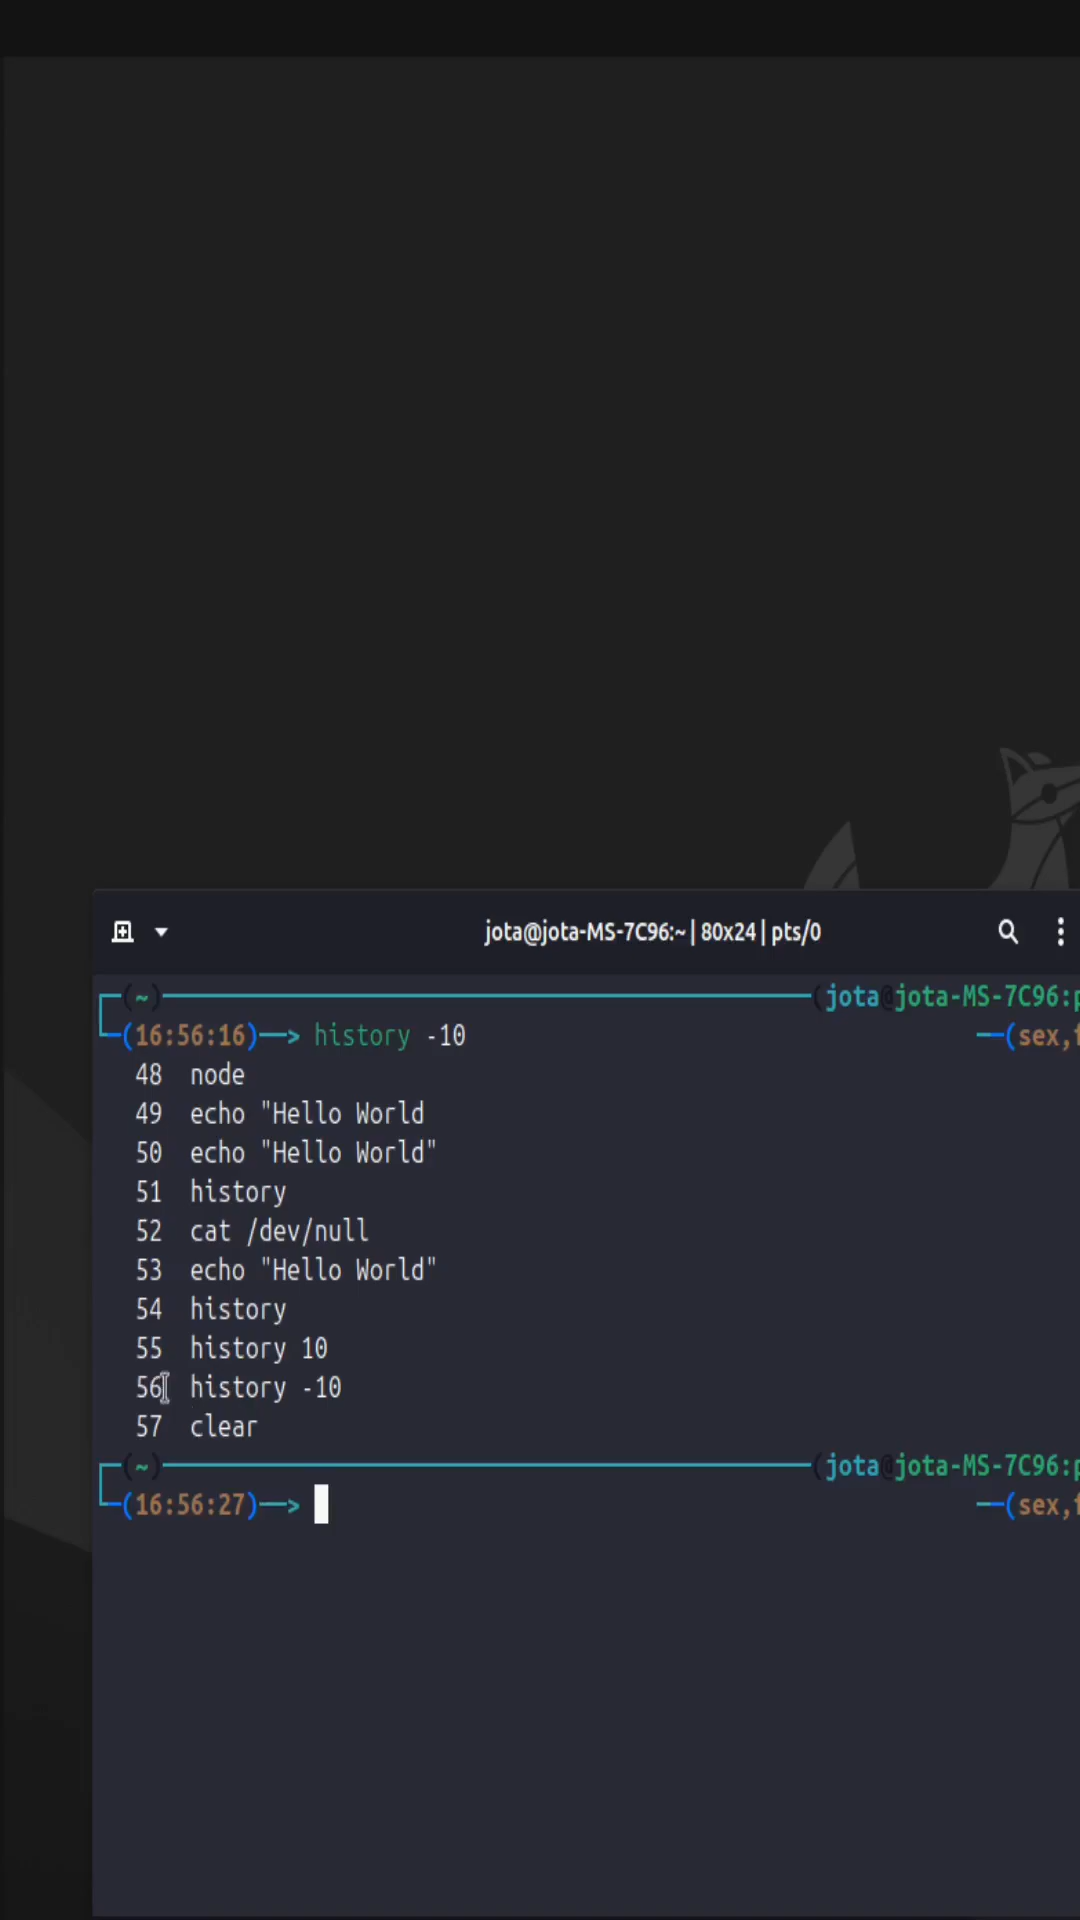 jota@jota-MS-7C96:~ | 80x24 | pts/0
(~) (jota@jota-MS-7C96:p
(16:56:16)—> history -10 —(sex,f
48 node
49 echo "Hello World
50 echo "Hello World"
51 history
52 cat /dev/null
53 echo "Hello World"
54 history
55 history 10
56 history -10
57 clear
(~) (jota@jota-MS-7C96:p
(16:56:27)—> —(sex,f